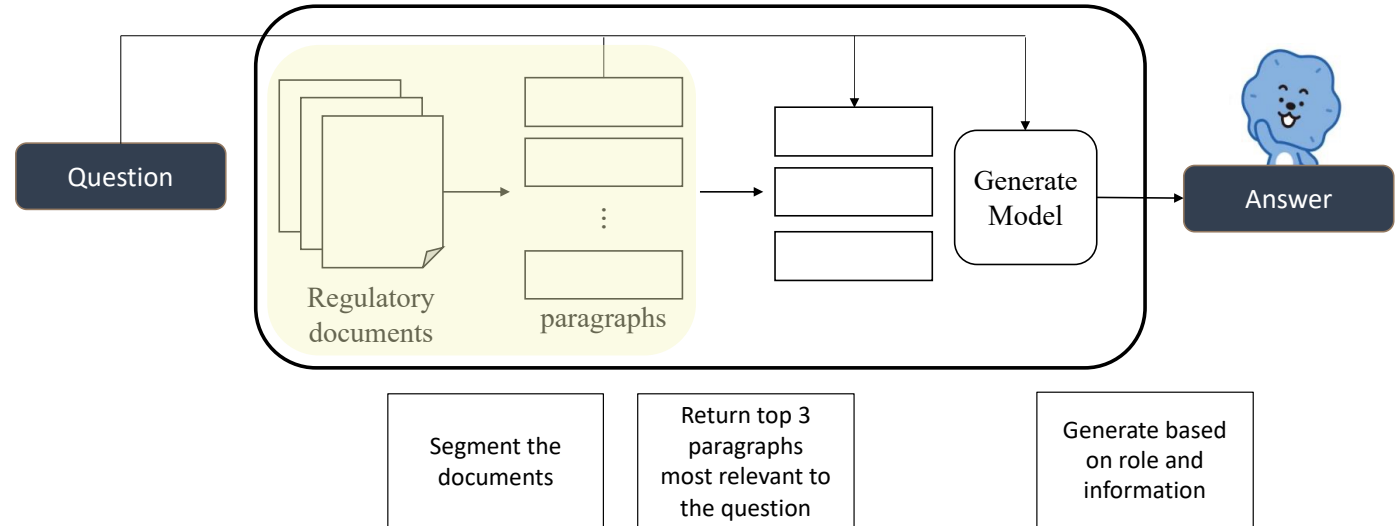 Question
Regulatory
documents
paragraphs
⋮
Generate
Model
Answer
Segment the
documents
Return top 3
paragraphs
most relevant to
the question
Generate based
on role and
information